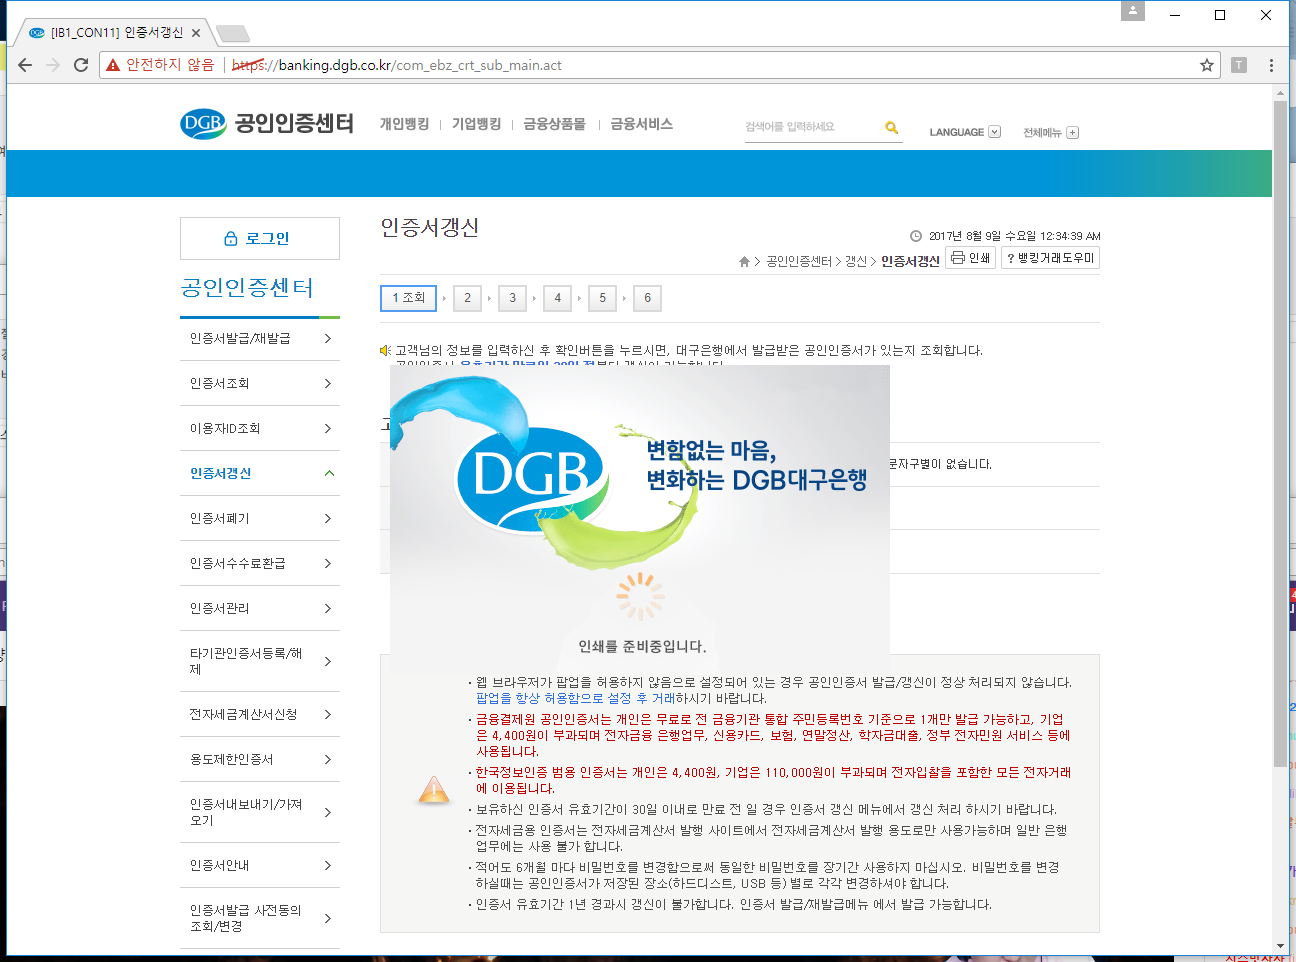 [IB1_CON11] 인증서갱신
안전하지 않음 https://banking.dgb.co.kr/com_ebz_crt_sub_main.act
T
DGB 공인인증센터 개인뱅킹 기업뱅킹 금융상품몰 금융서비스 검색어를 입력하세요 LANGUAGE 전체메뉴
로그인
공인인증센터
인증서발급/재발급
인증서조회
이용자ID조회
인증서갱신
인증서폐기
인증서수수료환급
인증서관리
타기관인증서등록/해
제
전자세금계산서신청
용도제한인증서
인증서내보내기/가져
오기
인증서안내
인증서발급 사전동의
조회/변경
인증서갱신
2017년 8월 9일 수요일 12:34:39 AM
> 공인인증센터 > 갱신 > 인증서갱신 인쇄 ? 뱅킹거래도우미
1 조회 2 3 4 5 6
고객님의 정보를 입력하신 후 확인버튼을 누르시면, 대구은행에서 발급받은 공인인증서가 있는지 조회합니다.
문자구별이 없습니다.
DGB
변함없는 마음,
변화하는 DGB대구은행
인쇄를 준비중입니다.
· 웹 브라우저가 팝업을 허용하지 않음으로 설정되어 있는 경우 공인인증서 발급/갱신이 정상 처리되지 않습니다.
팝업을 항상 허용함으로 설정 후 거래하시기 바랍니다.
· 금융결제원 공인인증서는 개인은 무료로 전 금융기관 통합 주민등록번호 기준으로 1개만 발급 가능하고, 기업
은 4,400원이 부과되며 전자금융 은행업무, 신용카드, 보험, 연말정산, 학자금대출, 정부 전자민원 서비스 등에
사용됩니다.
· 한국정보인증 범용 인증서는 개인은 4,400원, 기업은 110,000원이 부과되며 전자입찰을 포함한 모든 전자거래
에 이용됩니다.
· 보유하신 인증서 유효기간이 30일 이내로 만료 전 일 경우 인증서 갱신 메뉴에서 갱신 처리 하시기 바랍니다.
· 전자세금용 인증서는 전자세금계산서 발행 사이트에서 전자세금계산서 발행 용도로만 사용가능하며 일반 은행
업무에는 사용 불가 합니다.
· 적어도 6개월 마다 비밀번호를 변경함으로써 동일한 비밀번호를 장기간 사용하지 마십시오. 비밀번호를 변경
하실때는 공인인증서가 저장된 장소(하드디스트, USB 등) 별로 각각 변경하셔야 합니다.
· 인증서 유효기간 1년 경과시 갱신이 불가합니다. 인증서 발급/재발급메뉴 에서 발급 가능합니다.